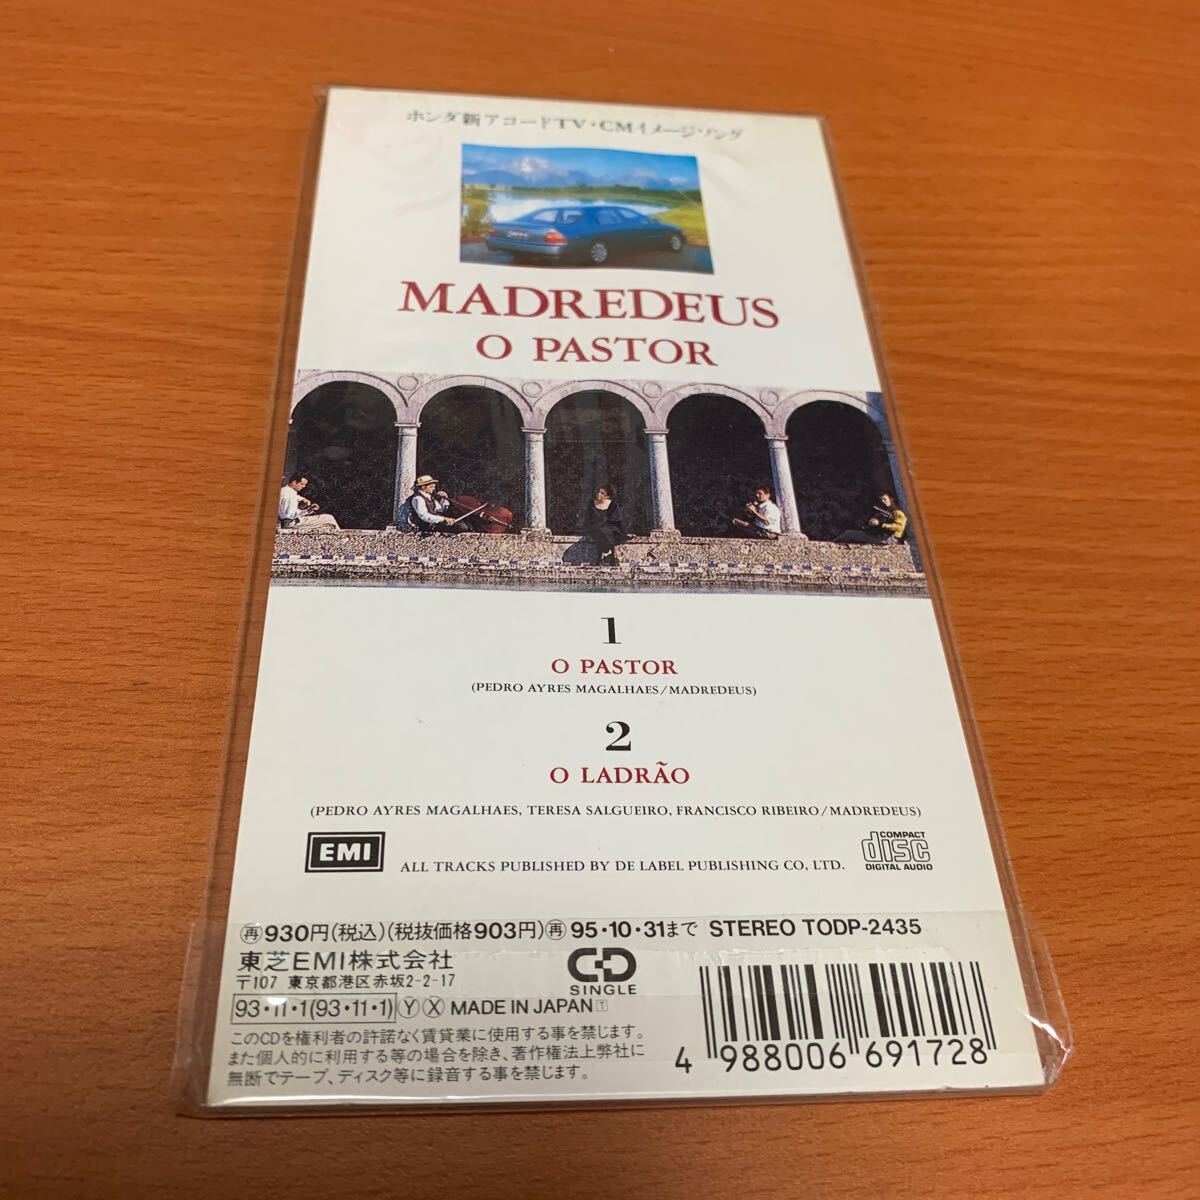 ホンダ新アコードTV・CMイメージ・ソング
MADREDEUS
O PASTOR
1
O PASTOR
(PEDRO AYRES MAGALHAES/MADREDEUS)
2
O LADRÃO
(PEDRO AYRES MAGALHAES, TERESA SALGUEIRO, FRANCISCO RIBEIRO/MADREDEUS)
EMI
ALL TRACKS PUBLISHED BY DE LABEL PUBLISHING CO, LTD.
COMPACT
disc
DIGITAL AUDIO
再930円(税込)(税抜価格903円)再95・10・31まで STEREO TODP-2435
東芝EMI株式会社
〒107 東京都港区赤坂2-2-17
CD
SINGLE
93・11・1(93・11・1)ⓎⓍ MADE IN JAPAN T
このCDを権利者の許諾なく賃貸業に使用する事を禁じます。
また個人的に利用する等の場合を除き、著作権法上弊社に
無断でテープ、ディスク等に録音する事を禁じます。
4 988006 691728